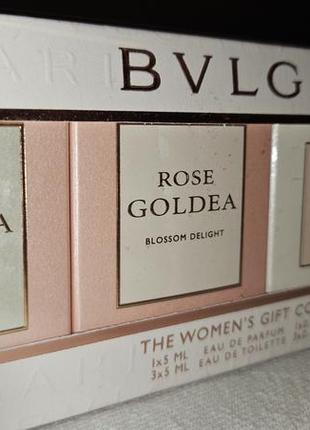 BVLG
A
ROSE
GOLDEA
BLOSSOM DELIGHT
THE WOMEN'S GIFT CO
1x5 ML EAU DE PARFUM
3x5 ML EAU DE TOILETTE